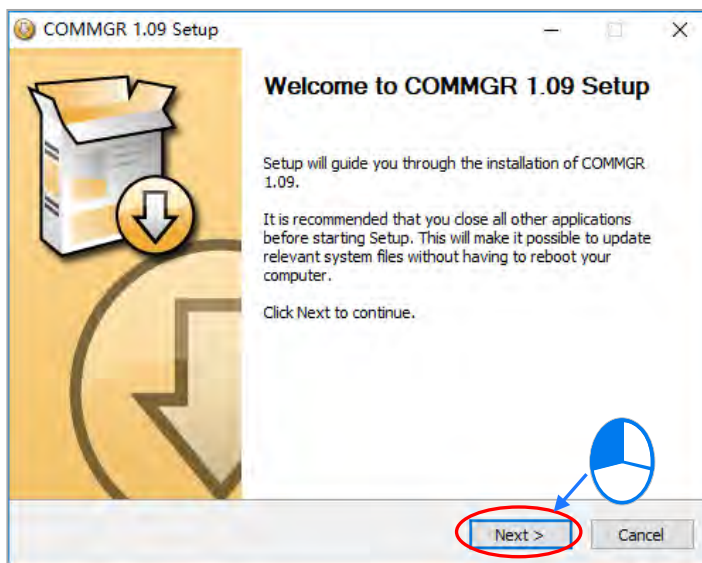 COMMGR 1.09 Setup
Welcome to COMMGR 1.09 Setup
Setup will guide you through the installation of COMMGR
1.09.
It is recommended that you close all other applications
before starting Setup. This will make it possible to update
relevant system files without having to reboot your
computer.
Click Next to continue.
Next >
Cancel